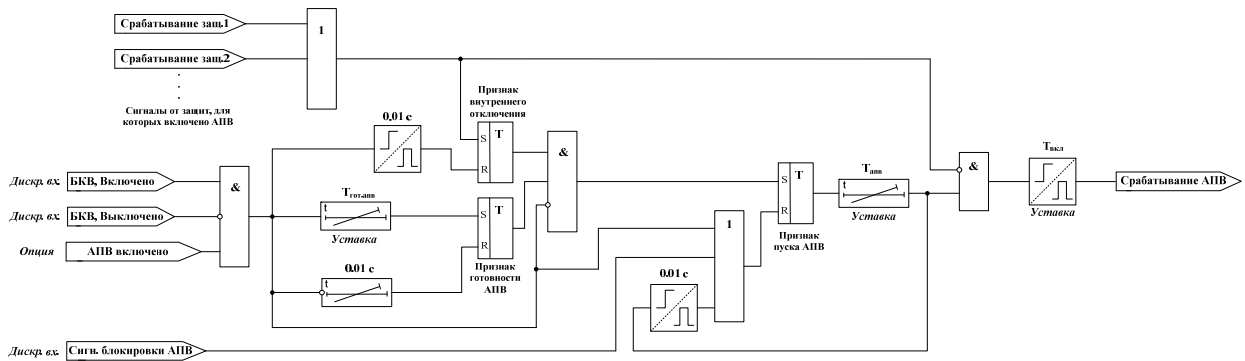 Срабатывание защ.1
1
Срабатывание защ.2
Сигналы от защит, для
которых включено АПВ
Признак
внутреннего
отключения
0.01 с
S
T
R
&
Дискр. вх.
БКВ, Включено
&
Дискр. вх.
БКВ, Выключено
Опция
АПВ включено
Tгот.апв
t
Уставка
S
T
R
Признак
готовности
АПВ
0.01 с
t
S
T
R
Признак
пуска АПВ
Tапв
t
Уставка
&
Tвкл
Уставка
Срабатывание АПВ
1
0.01 с
Дискр. вх.
Сигн. блокировки АПВ